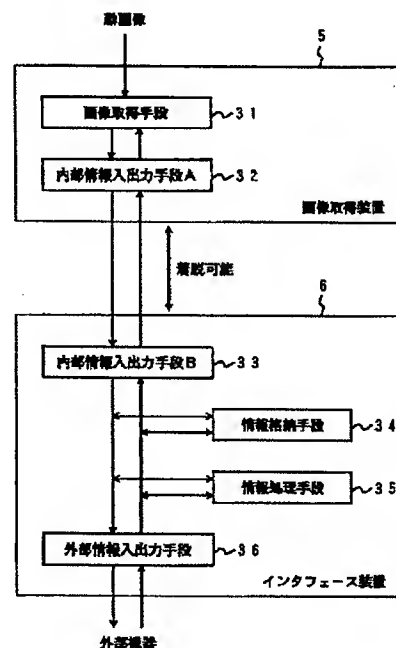 動画像
5
画像取得手段
31
内部情報入出力手段A
32
画像取得装置
着脱可能
6
内部情報入出力手段B
33
情報格納手段
34
情報処理手段
35
外部情報入出力手段
36
インタフェース装置
外部機器